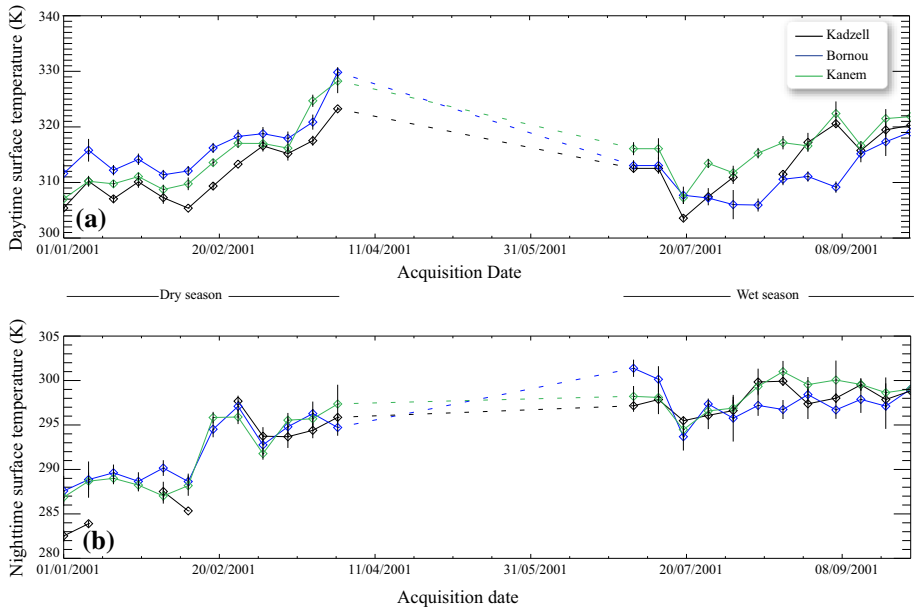 Daytime surface temperature (K)
340
330
320
310
300
(a)
Kadzell
Bornou
Kanem
01/01/2001 20/02/2001 11/04/2001 31/05/2001 20/07/2001 08/09/2001
Acquisition Date
Dry season Wet season
Nighttime surface temperature (K)
305
300
295
290
285
280
(b)
01/01/2001 20/02/2001 11/04/2001 31/05/2001 20/07/2001 08/09/2001
Acquisition date